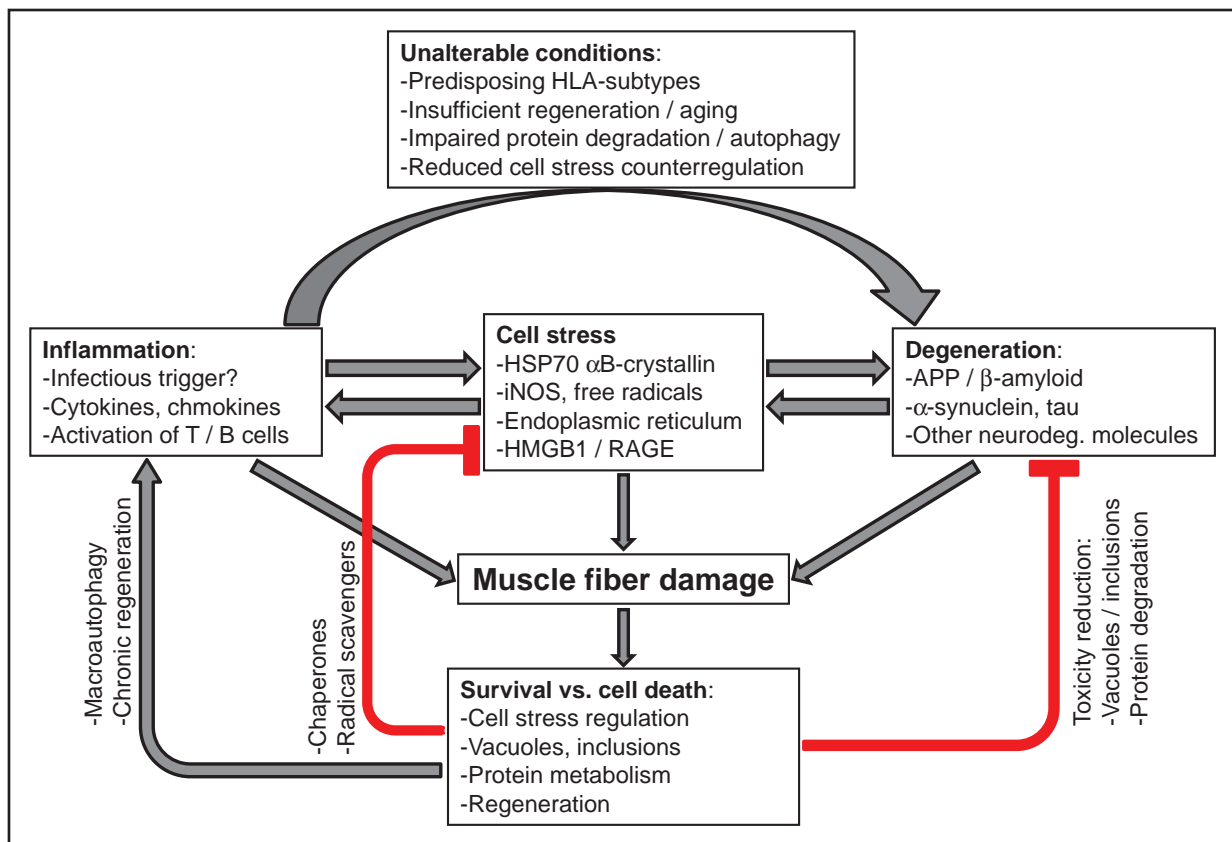 Unalterable conditions:
-Predisposing HLA-subtypes
-Insufficient regeneration / aging
-Impaired protein degradation / autophagy
-Reduced cell stress counterregulation
Inflammation:
-Infectious trigger?
-Cytokines, chmokines
-Activation of T / B cells
Cell stress
-HSP70 αB-crystallin
-iNOS, free radicals
-Endoplasmic reticulum
-HMGB1 / RAGE
Degeneration:
-APP / β-amyloid
-α-synuclein, tau
-Other neurodeg. molecules
-Macroautophagy
-Chronic regeneration
-Chaperones
-Radical scavengers
Muscle fiber damage
Toxicity reduction:
-Vacuoles / inclusions
-Protein degradation
Survival vs. cell death:
-Cell stress regulation
-Vacuoles, inclusions
-Protein metabolism
-Regeneration